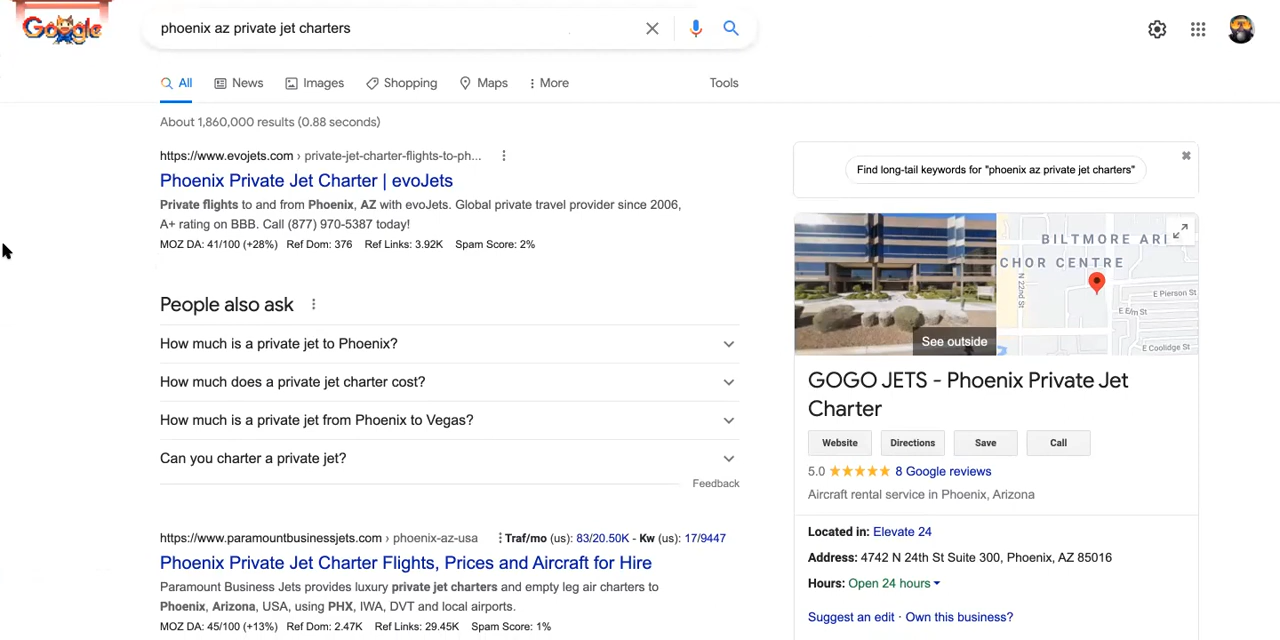 Google
phoenix az private jet charters
All
News
Images
Shopping
Maps
More
Tools
About 1,860,000 results (0.88 seconds)
https://www.evojets.com › private-jet-charter-flights-to-ph...
Phoenix Private Jet Charter | evoJets
Private flights to and from Phoenix, AZ with evoJets. Global private travel provider since 2006,
A+ rating on BBB. Call (877) 970-5387 today!
MOZ DA: 41/100 (+28%) Ref Dom: 376 Ref Links: 3.92K Spam Score: 2%
People also ask
How much is a private jet to Phoenix?
How much does a private jet charter cost?
How much is a private jet from Phoenix to Vegas?
Can you charter a private jet?
Feedback
https://www.paramountbusinessjets.com › phoenix-az-usa
Traf/mo (us): 83/20.50K - Kw (us): 17/9447
Phoenix Private Jet Charter Flights, Prices and Aircraft for Hire
Paramount Business Jets provides luxury private jet charters and empty leg air charters to
Phoenix, Arizona, USA, using PHX, IWA, DVT and local airports.
MOZ DA: 45/100 (+13%) Ref Dom: 2.47K Ref Links: 29.45K Spam Score: 1%
Find long-tail keywords for "phoenix az private jet charters"
See outside
BILTMORE ARI
CHOR CENTRE
N 22nd St
E Pierson St
E Elm St
E Coolidge St
GOGO JETS - Phoenix Private Jet
Charter
Website
Directions
Save
Call
5.0
8 Google reviews
Aircraft rental service in Phoenix, Arizona
Located in: Elevate 24
Address: 4742 N 24th St Suite 300, Phoenix, AZ 85016
Hours: Open 24 hours
Suggest an edit · Own this business?